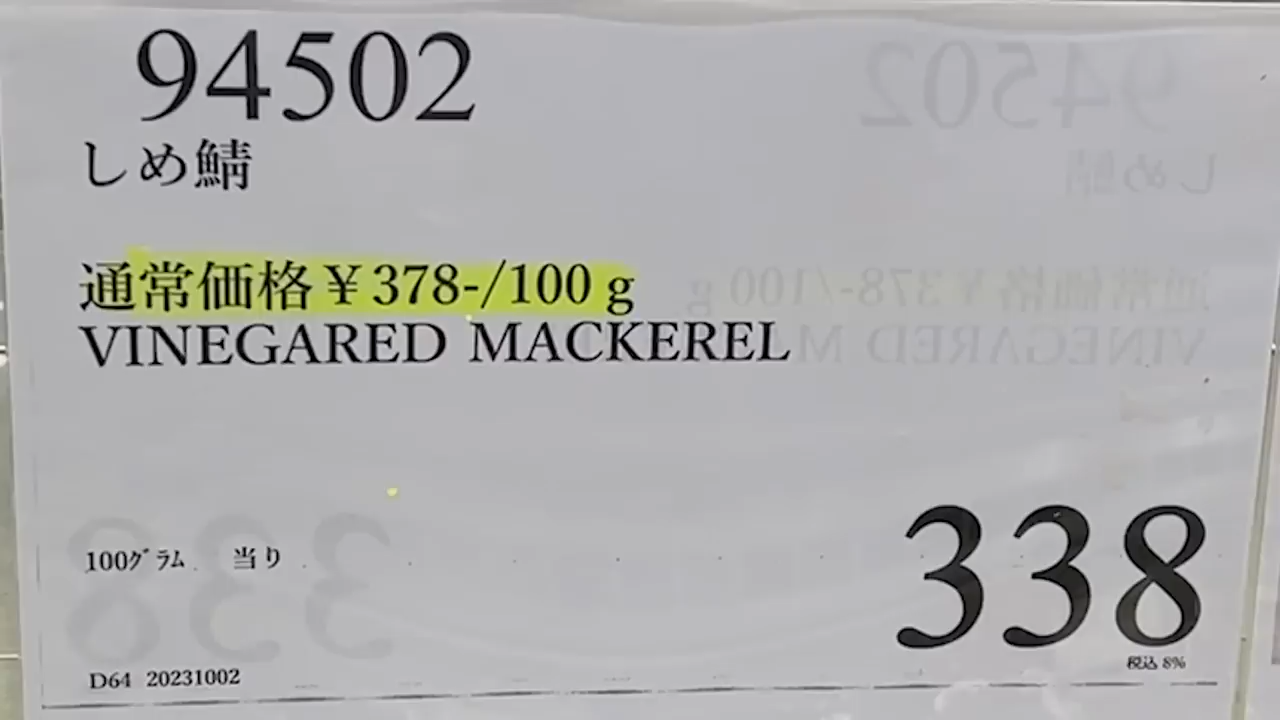 94502
しめ鯖
通常価格￥378-/100 g
VINEGARED MACKEREL
100ｸﾞﾗﾑ 当り
338
税込 8%
D64 20231002